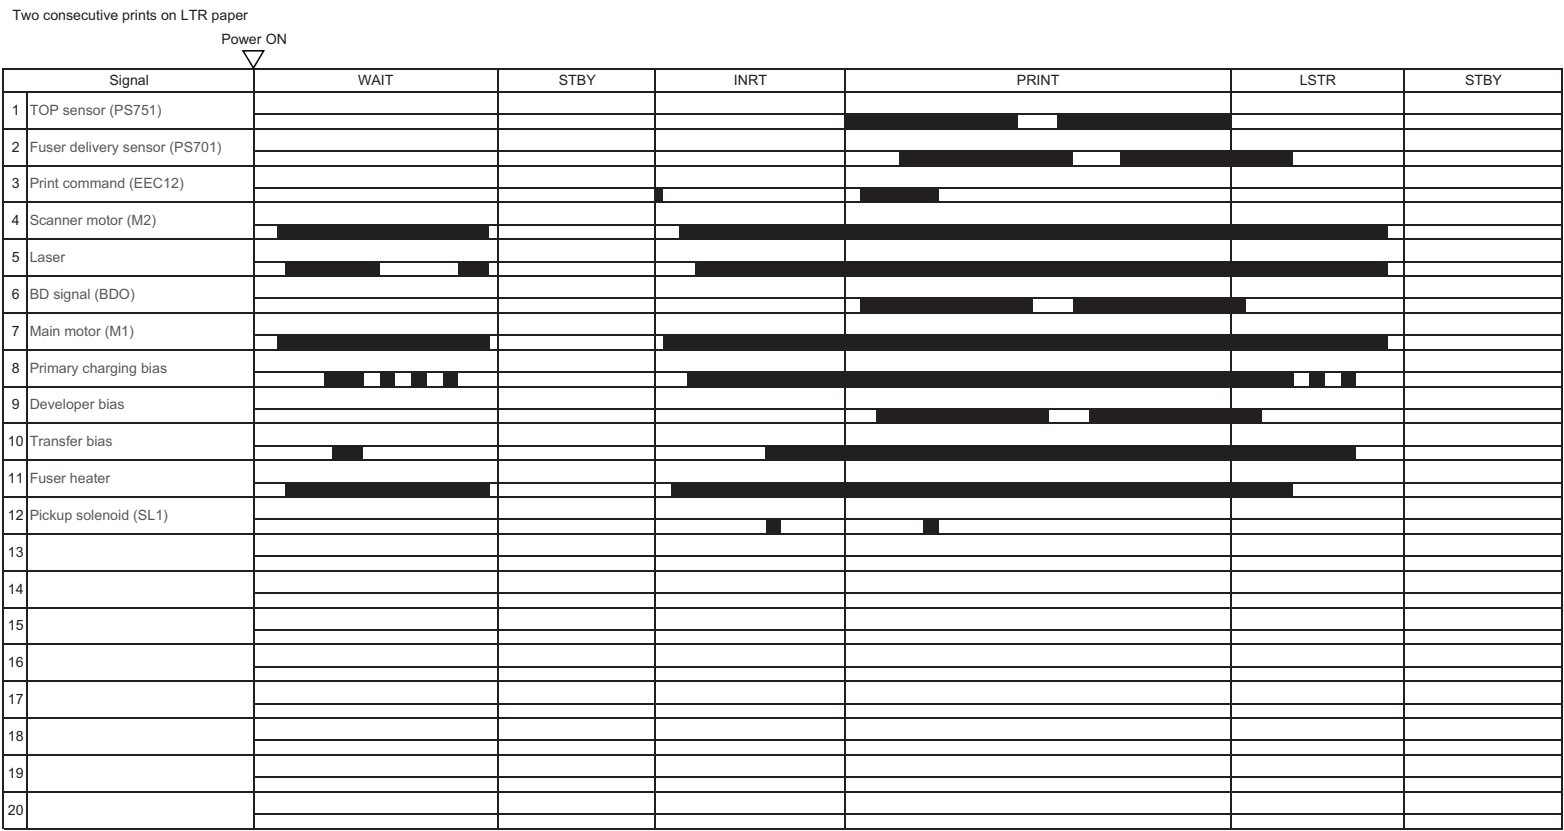 Two consecutive prints on LTR paper
Power ON
Signal WAIT STBY INRT PRINT LSTR STBY
1 TOP sensor (PS751)
2 Fuser delivery sensor (PS701)
3 Print command (EEC12)
4 Scanner motor (M2)
5 Laser
6 BD signal (BDO)
7 Main motor (M1)
8 Primary charging bias
9 Developer bias
10 Transfer bias
11 Fuser heater
12 Pickup solenoid (SL1)
13
14
15
16
17
18
19
20